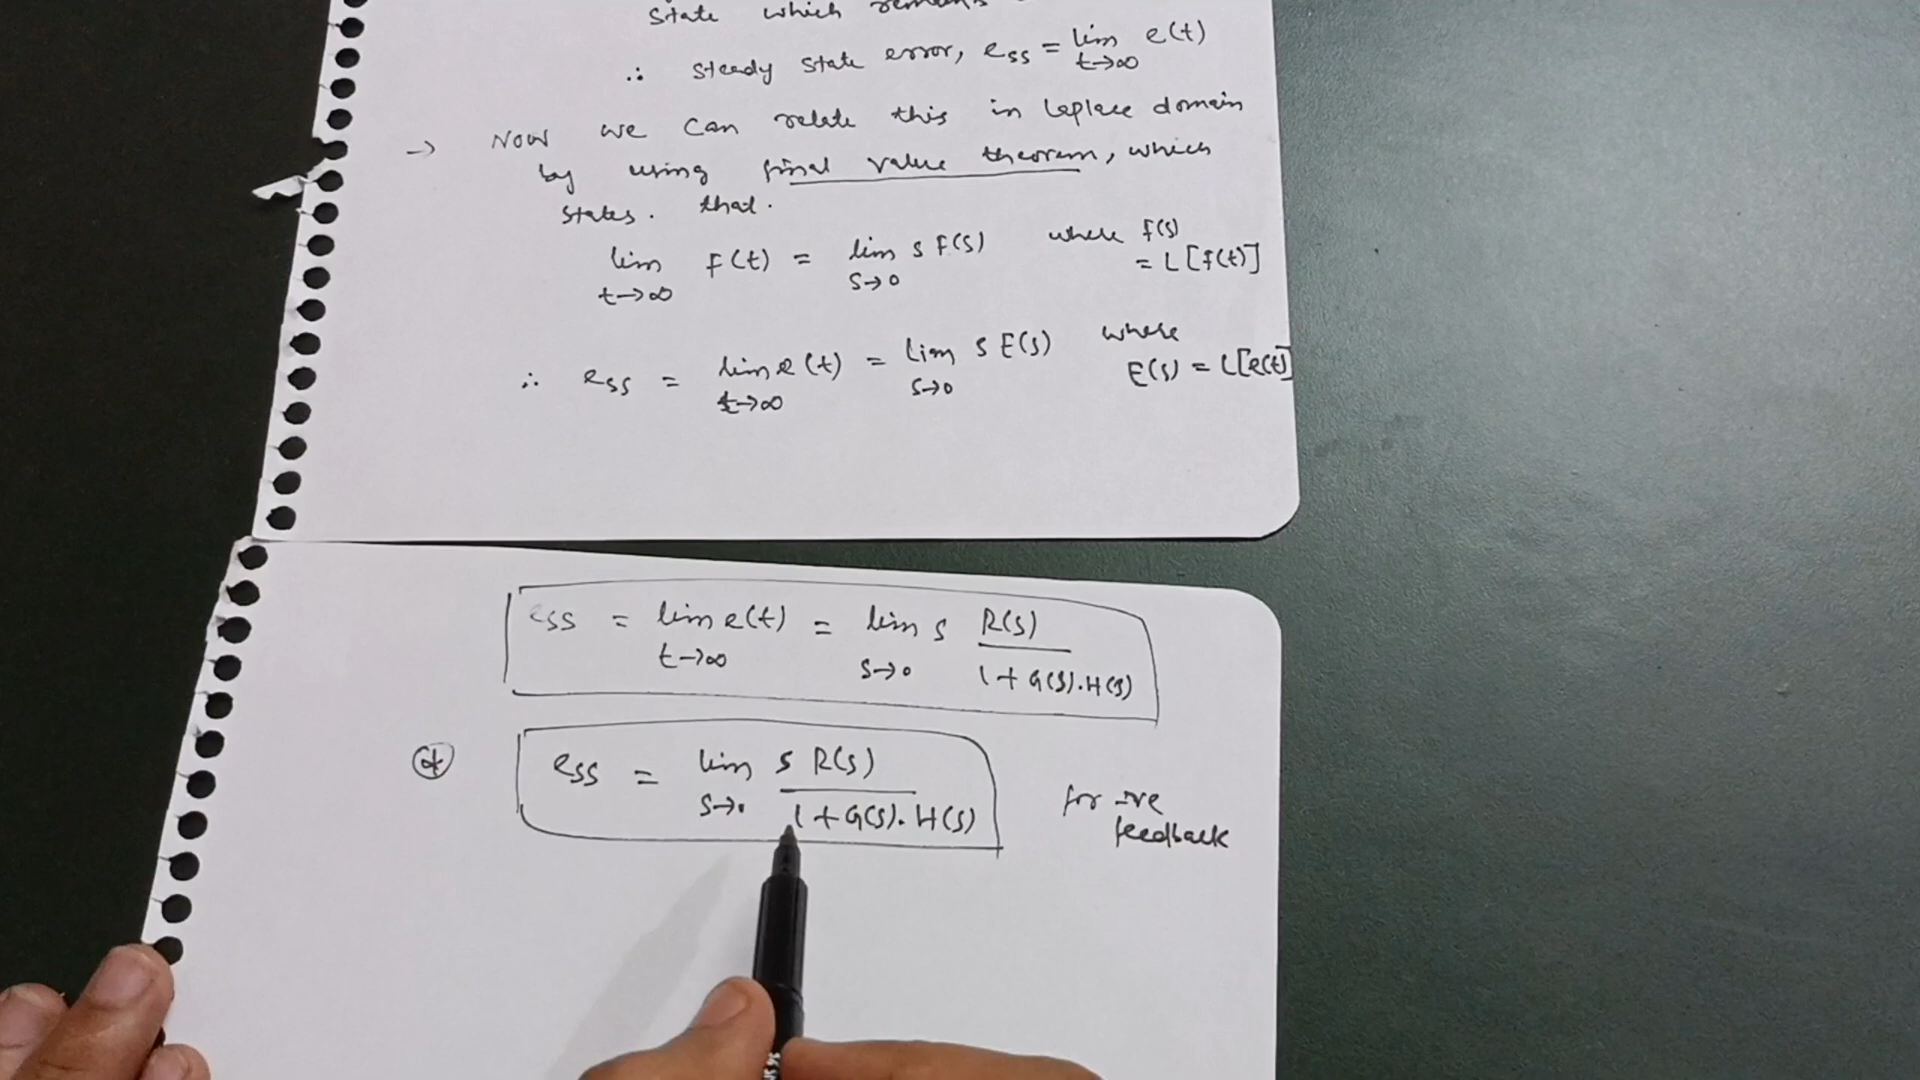 State which remains
∴ steady state error, ess = lim e(t)
t→∞
→ Now we can relate this in laplace domain
by using final value theorem, which
states. that.
lim F(t) = lim s F(s) where f(s)
t→∞ s→0 = L[f(t)]
∴ ess = lim e(t) = lim s E(s) where
t→∞ s→0 E(s) = L[e(t)]
ess = lim e(t) = lim s R(s)
t→∞ s→0 1+G(s).H(s)
ess = lim s R(s)
s→0 1+G(s).H(s)
for -ve
feedback